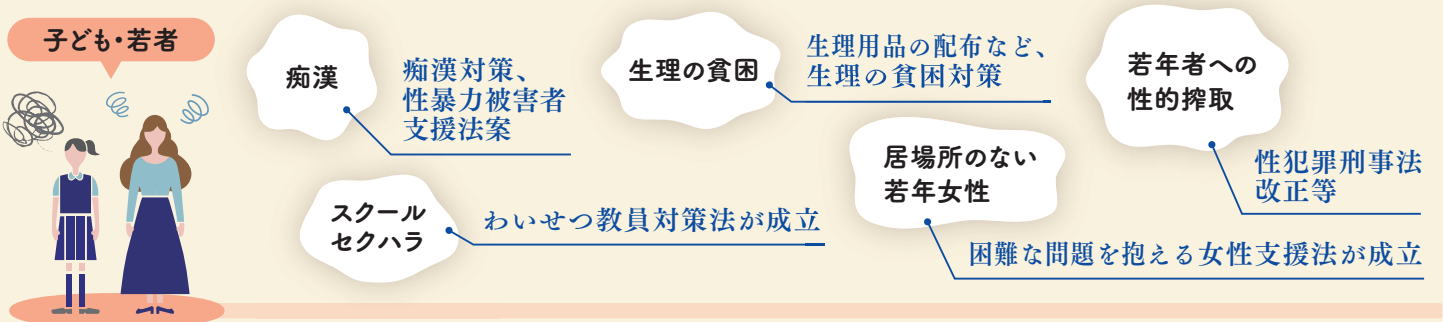 子ども・若者
痴漢
痴漢対策、
性暴力被害者
支援法案
生理の貧困
生理用品の配布など、
生理の貧困対策
若年者への
性的搾取
性犯罪刑事法
改正等
スクール
セクハラ
わいせつ教員対策法が成立
居場所のない
若年女性
困難な問題を抱える女性支援法が成立